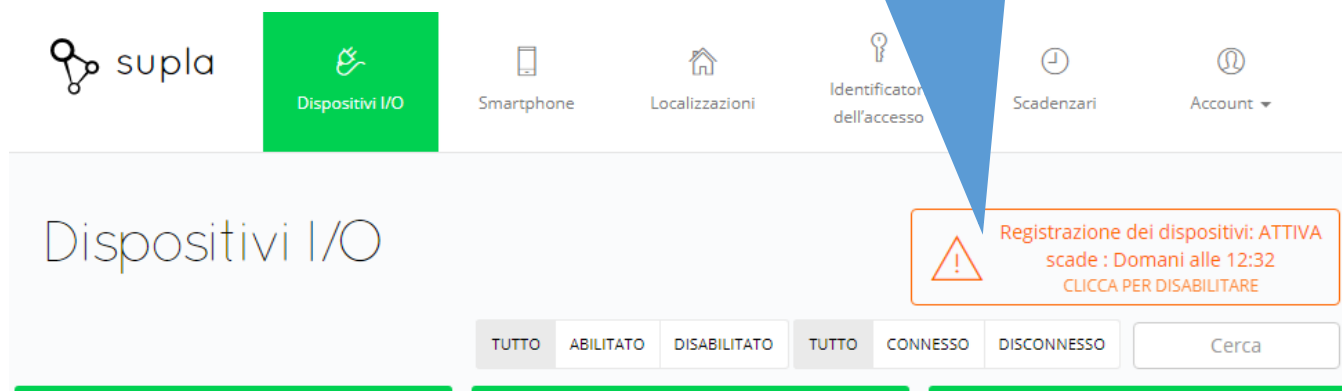 supla
Dispositivi I/O
Smartphone
Localizzazioni
dell'accesso
Scadenzari
Account
Dispositivi I/O
Registrazione dei dispositivi: ATTIVA
scade : Domani alle 12:32
CLICCA PER DISABILITARE
TUTTO ABILITATO DISABILITATO TUTTO CONNESSO DISCONNESSO Cerca